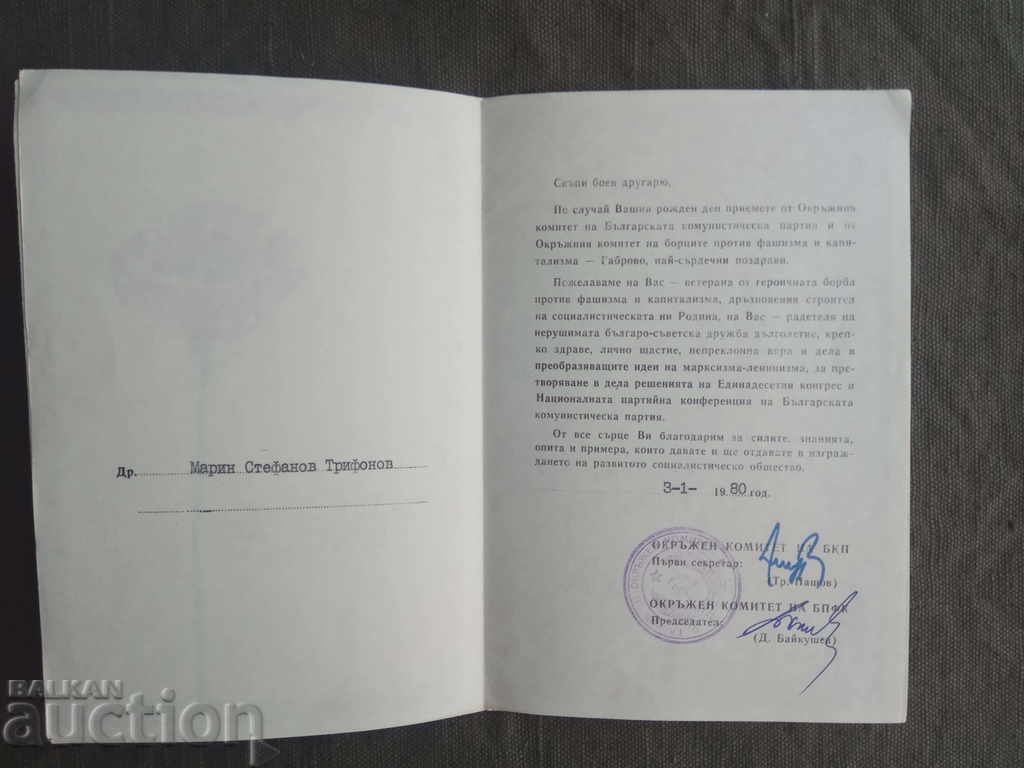 Др. Марин Стефанов Трифонов
Скъпи боен другарю,
По случай Вашия рожден ден приемете от Окръжния
комитет на Българската комунистическа партия и от
Окръжния комитет на борците против фашизма и капи-
тализма — Габрово, най-сърдечни поздрави.
Пожелаваме на Вас — ветерана от героичната борба
против фашизма и капитализма, дръзновения строител
на социалистическата ни Родина, на Вас — радетеля на
нерушимата българо-съветска дружба дълголетие, креп-
ко здраве, лично щастие, непреклонна вяра и дела в
преобразяващите идеи на марксизма-ленинизма, за пре-
творяване в дела решенията на Единадесетия конгрес и
Националната партийна конференция на Българската
комунистическа партия.
От все сърце Ви благодарим за силите, знанията,
опита и примера, които давате и ще отдавате в изграж-
дането на развитото социалистическо общество.
3-1- 1980 год.
ОКРЪЖЕН КОМИТЕТ НА БКП
Първи секретар:
(Тр. Пашов)
ОКРЪЖЕН КОМИТЕТ НА БПФК
Председател:
(Д. Байкушев)
BALKAN
auction